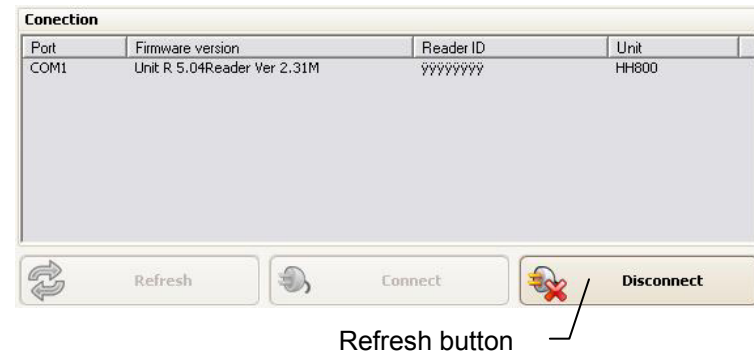 Conection
Port Firmware version Reader ID Unit
COM1 Unit R 5.04Reader Ver 2.31M ÿÿÿÿÿÿÿÿ HH800
Refresh Connect Disconnect
Refresh button